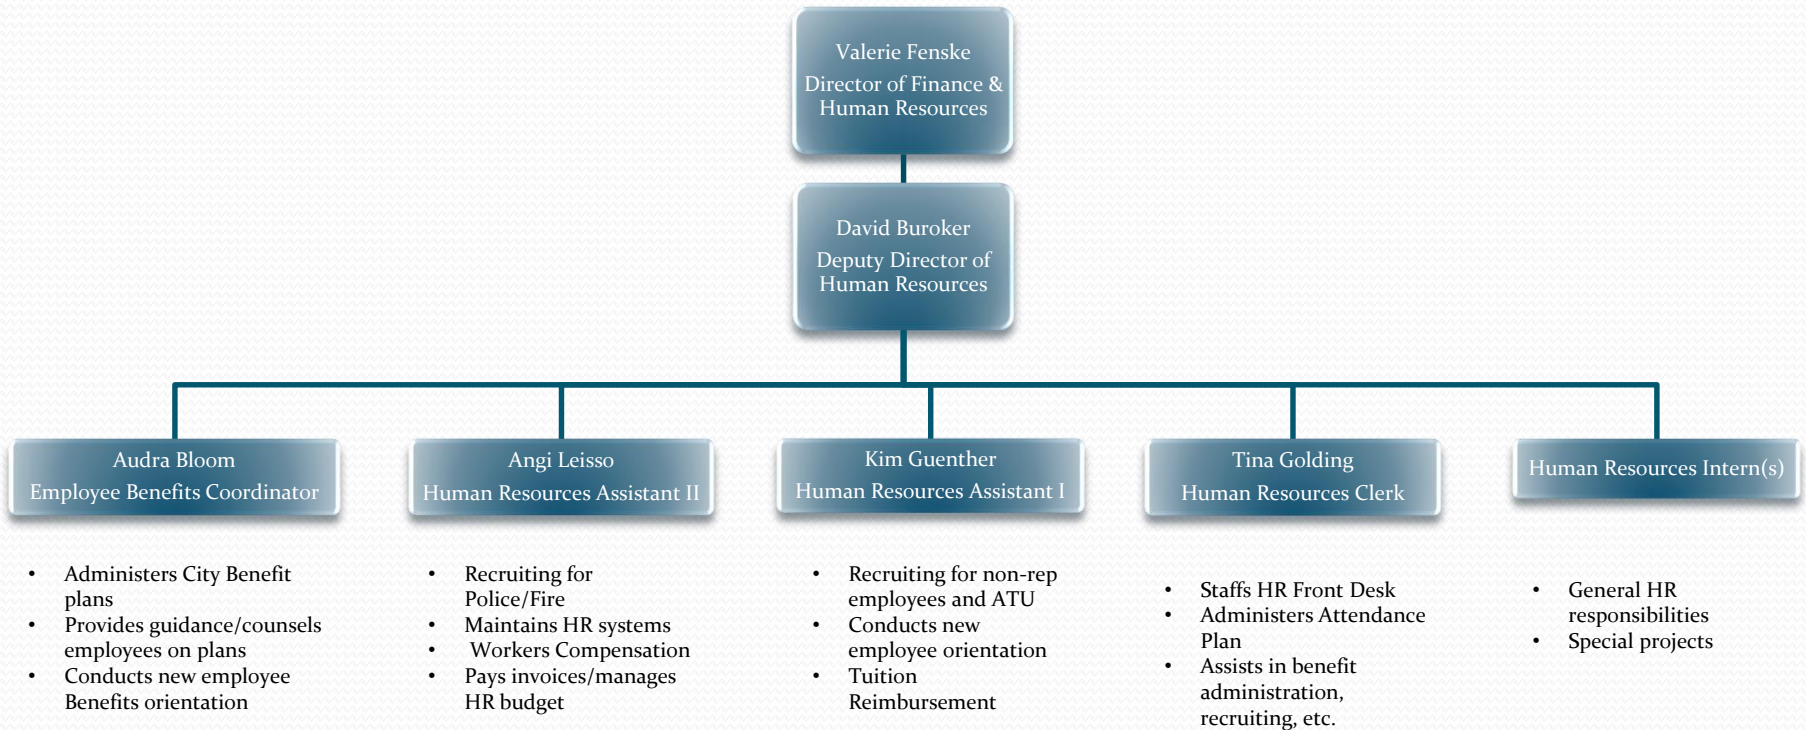 Valerie Fenske
Director of Finance &
Human Resources
David Buroker
Deputy Director of
Human Resources
Audra Bloom
Employee Benefits Coordinator
Angi Leisso
Human Resources Assistant II
Kim Guenther
Human Resources Assistant I
Tina Golding
Human Resources Clerk
Human Resources Intern(s)
• Administers City Benefit
plans
• Provides guidance/counsels
employees on plans
• Conducts new employee
Benefits orientation
• Recruiting for
Police/Fire
• Maintains HR systems
• Workers Compensation
• Pays invoices/manages
HR budget
• Recruiting for non-rep
employees and ATU
• Conducts new
employee orientation
• Tuition
Reimbursement
• Staffs HR Front Desk
• Administers Attendance
Plan
• Assists in benefit
administration,
recruiting, etc.
• General HR
responsibilities
• Special projects